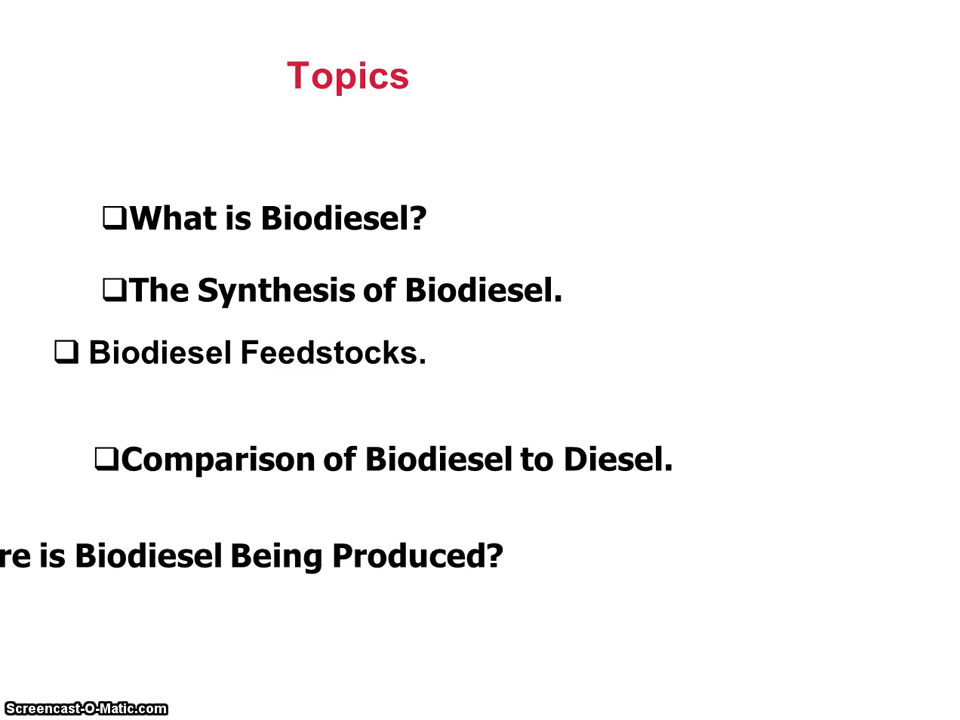 Topics
❑What is Biodiesel?
❑The Synthesis of Biodiesel.
❑ Biodiesel Feedstocks.
❑Comparison of Biodiesel to Diesel.
re is Biodiesel Being Produced?
Screencast-O-Matic.com